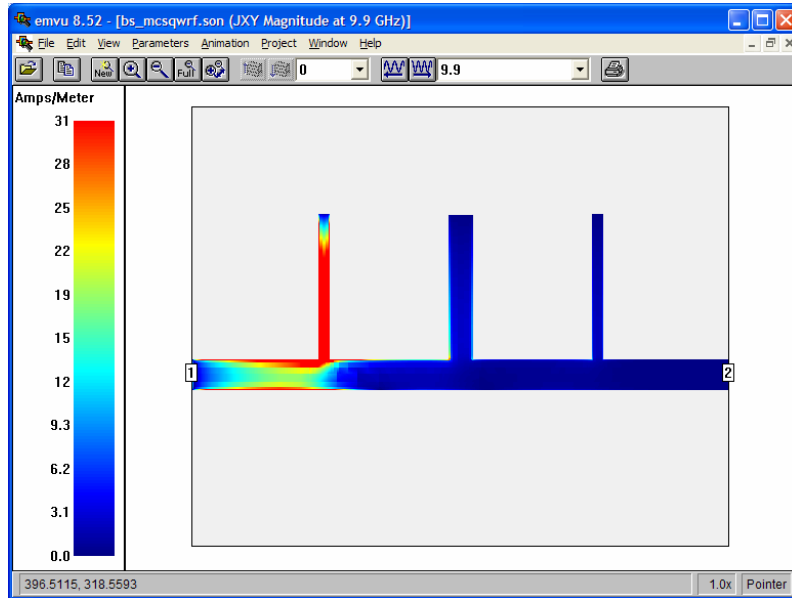 emvu 8.52 - [bs_mcsqwrf.son (JXY Magnitude at 9.9 GHz)]
File Edit View Parameters Animation Project Window Help
New Full 0 9.9
Amps/Meter
31
28
25
22
19
15
12
9.3
6.2
3.1
0.0
1
2
396.5115, 318.5593 1.0x Pointer